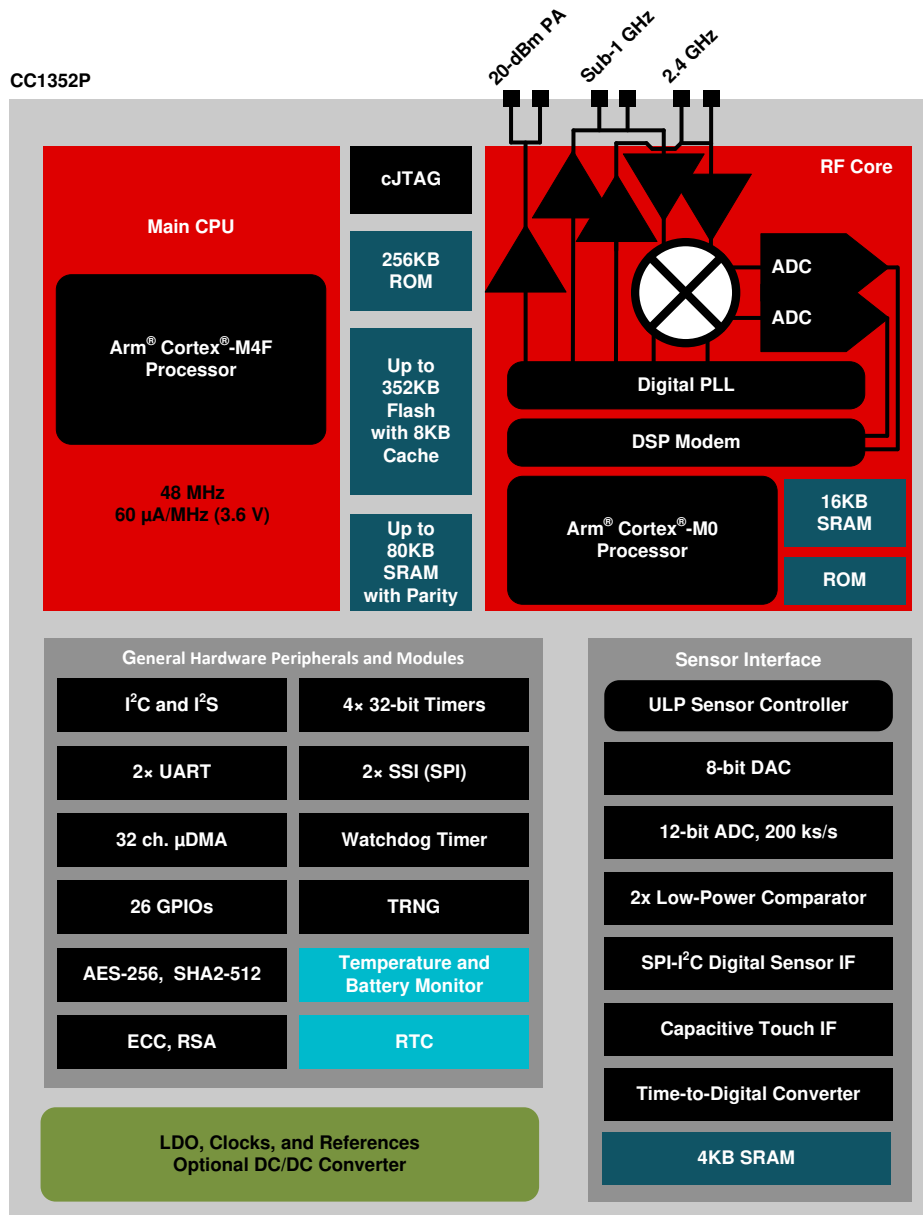 CC1352P
20-dBm PA
Sub-1 GHz
2.4 GHz
Main CPU
Arm® Cortex®-M4F
Processor
48 MHz
60 µA/MHz (3.6 V)
cJTAG
256KB
ROM
Up to
352KB
Flash
with 8KB
Cache
Up to
80KB
SRAM
with Parity
RF Core
ADC
ADC
Digital PLL
DSP Modem
Arm® Cortex®-M0
Processor
16KB
SRAM
ROM
General Hardware Peripherals and Modules
I²C and I²S
4× 32-bit Timers
2× UART
2× SSI (SPI)
32 ch. µDMA
Watchdog Timer
26 GPIOs
TRNG
AES-256, SHA2-512
Temperature and
Battery Monitor
ECC, RSA
RTC
LDO, Clocks, and References
Optional DC/DC Converter
Sensor Interface
ULP Sensor Controller
8-bit DAC
12-bit ADC, 200 ks/s
2x Low-Power Comparator
SPI-I²C Digital Sensor IF
Capacitive Touch IF
Time-to-Digital Converter
4KB SRAM